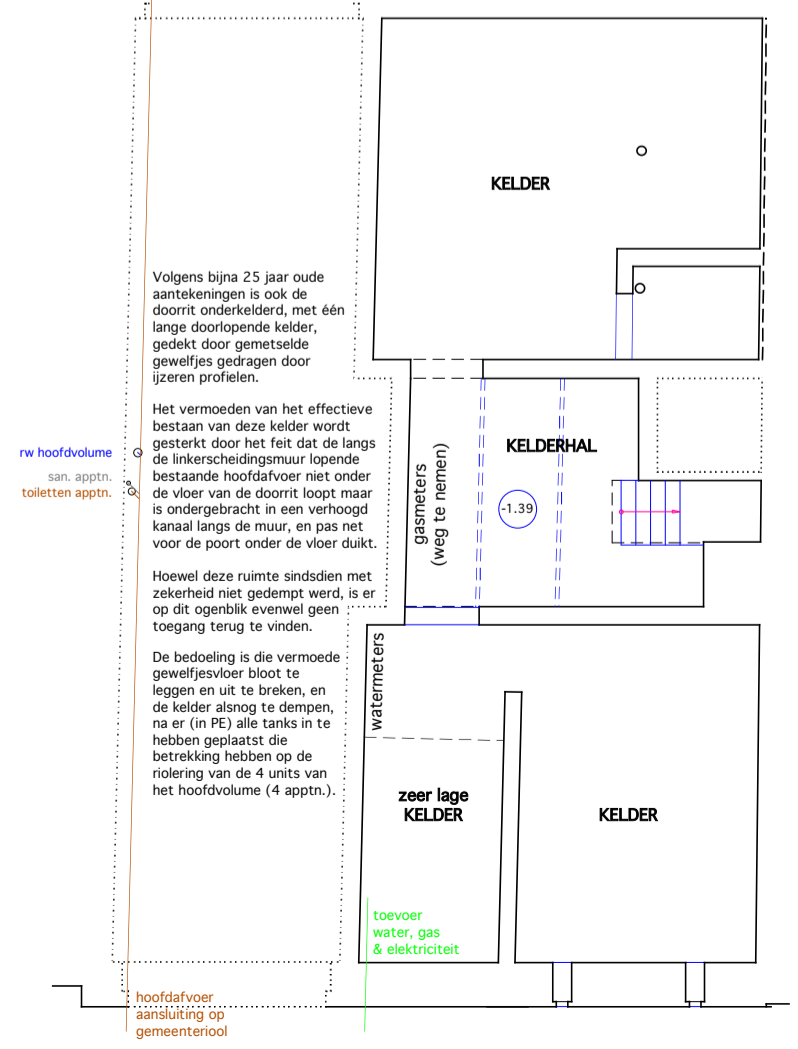 KELDER
Volgens bijna 25 jaar oude
aantekeningen is ook de
doorrit onderkelderd, met één
lange doorlopende kelder,
gedekt door gemetselde
gewelfjes gedragen door
ijzeren profielen.
Het vermoeden van het effectieve
bestaan van deze kelder wordt
gesterkt door het feit dat de langs
de linkerscheidingsmuur lopende
bestaande hoofdafvoer niet onder
de vloer van de doorrit loopt maar
is ondergebracht in een verhoogd
kanaal langs de muur, en pas net
voor de poort onder de vloer duikt.
Hoewel deze ruimte sindsdien met
zekerheid niet gedempt werd, is er
op dit ogenblik evenwel geen
toegang terug te vinden.
De bedoeling is die vermoede
gewelfjesvloer bloot te
leggen en uit te breken, en
de kelder alsnog te dempen,
na er (in PE) alle tanks in te
hebben geplaatst die
betrekking hebben op de
riolering van de 4 units van
het hoofdvolume (4 apptn.).
rw hoofdvolume
san. apptn.
toiletten apptn.
KELDERHAL
gasmeters
(weg te nemen)
-1.39
watermeters
zeer lage
KELDER
KELDER
toevoer
water, gas
& elektriciteit
hoofdafvoer
aansluiting op
gemeenteriool